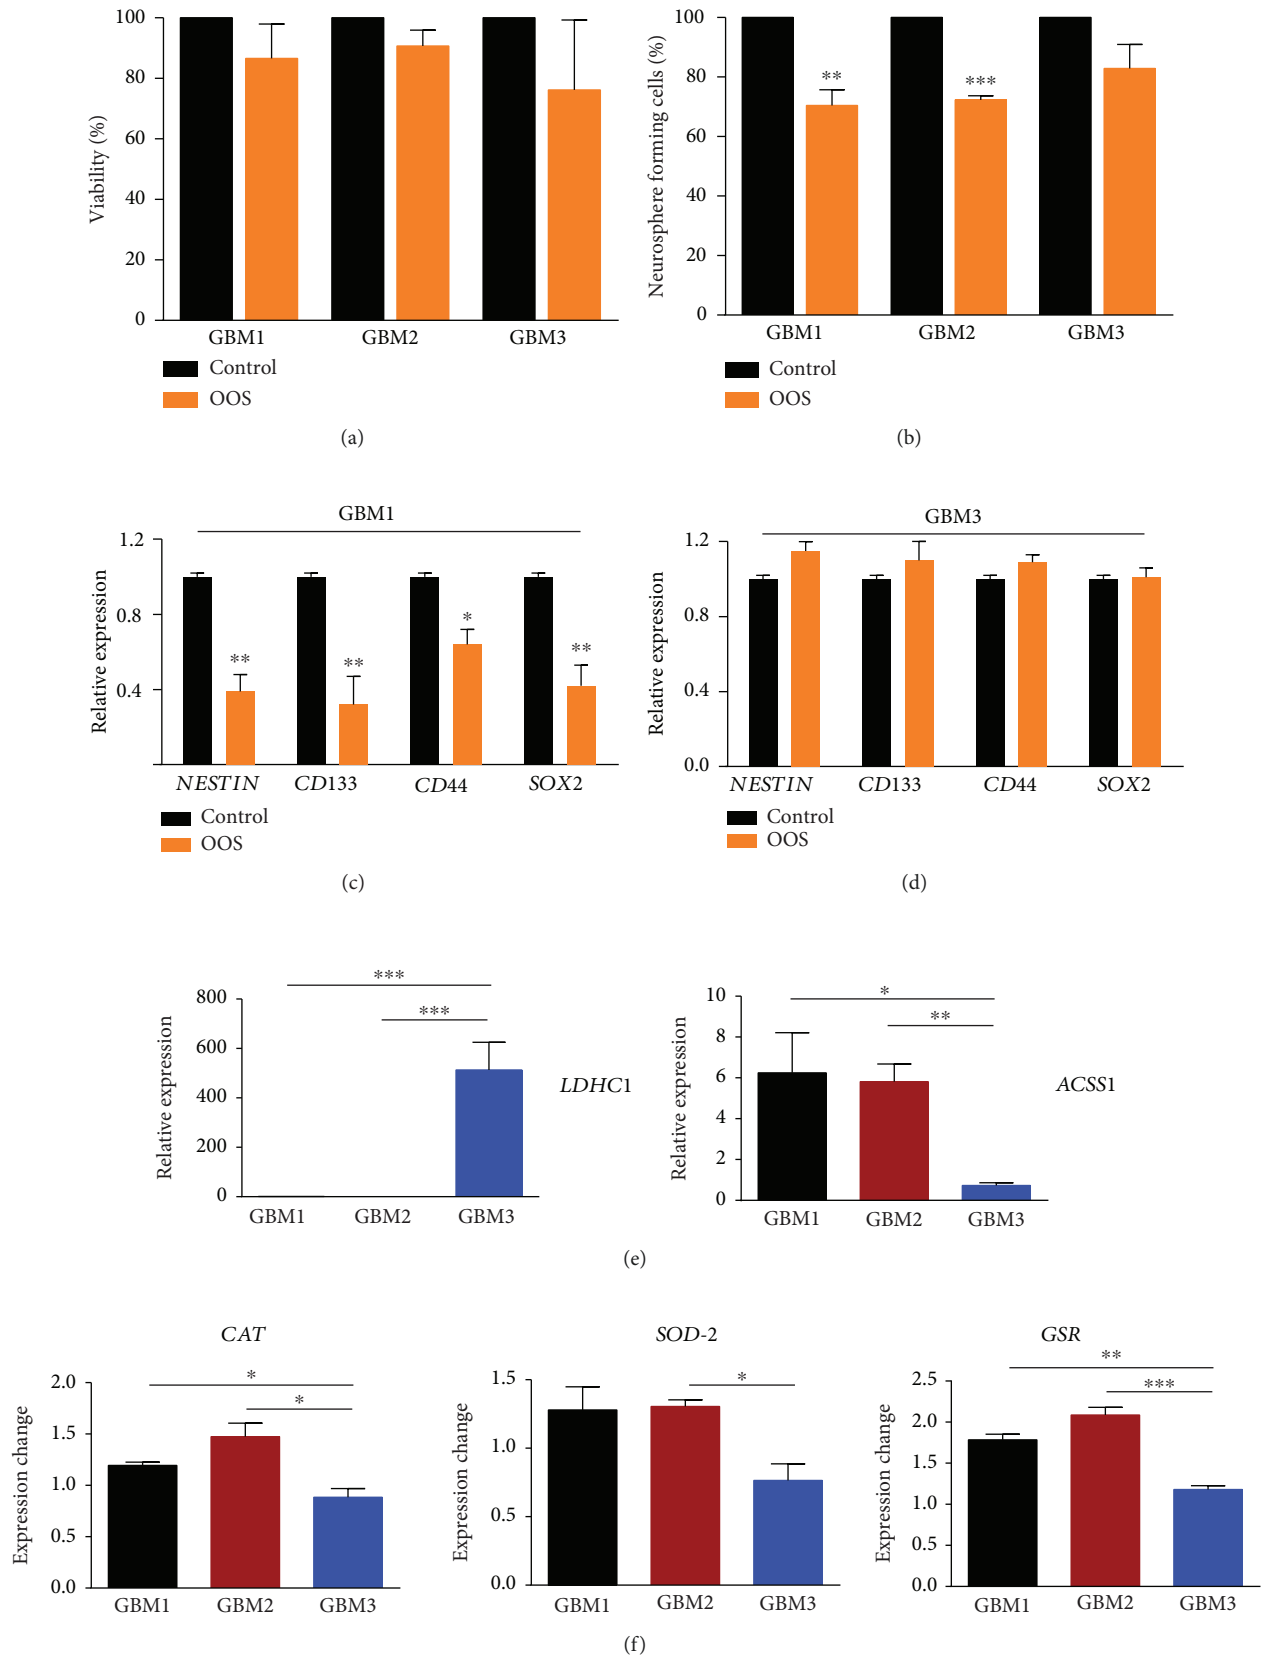 Viability (%)
100
80
60
40
20
0
GBM1 GBM2 GBM3
Control
OOS
(a)
Neurosphere forming cells (%)
100
80
60
40
20
0
** ***
GBM1 GBM2 GBM3
Control
OOS
(b)
GBM1
Relative expression
1.2
0.8
0.4
** ** * **
NESTIN CD133 CD44 SOX2
Control
OOS
(c)
GBM3
Relative expression
1.2
0.8
0.4
0.0
NESTIN CD133 CD44 SOX2
Control
OOS
(d)
Relative expression
800
600
400
200
0
***
***
GBM1 GBM2 GBM3
LDHC1
Relative expression
10
8
6
4
2
0
*
**
GBM1 GBM2 GBM3
ACSS1
(e)
CAT
Expression change
2.0
1.5
1.0
0.5
0.0
*
*
GBM1 GBM2 GBM3
SOD-2
Expression change
1.5
1.0
0.5
0.0
*
GBM1 GBM2 GBM3
GSR
Expression change
2.5
2.0
1.5
1.0
0.5
0.0
**
***
GBM1 GBM2 GBM3
(f)